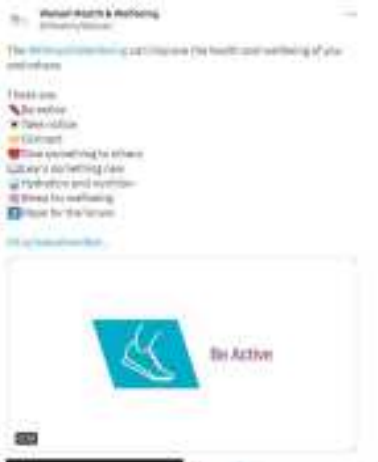 Health & Wellbeing
The can improve the health and wellbeing of you
and others
These are:
Be active
Take notice
Connect
Give something to others
Learn something new
Hydration and nutrition
Sleep for wellbeing
Hope for the future
Be Active